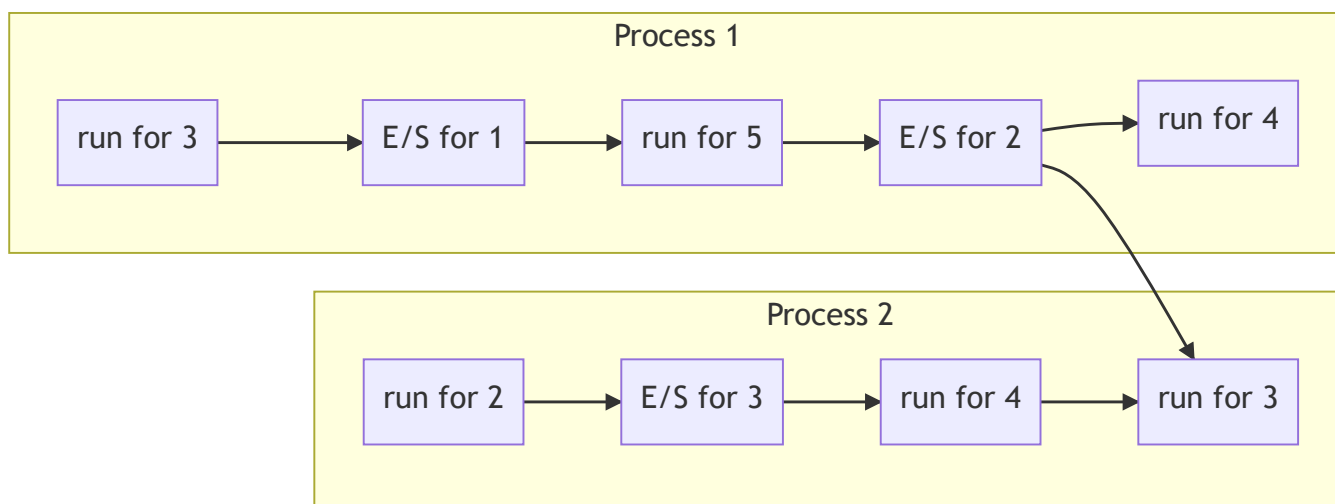 Process 1
run for 3
E/S for 1
run for 5
E/S for 2
run for 4
Process 2
run for 2
E/S for 3
run for 4
run for 3